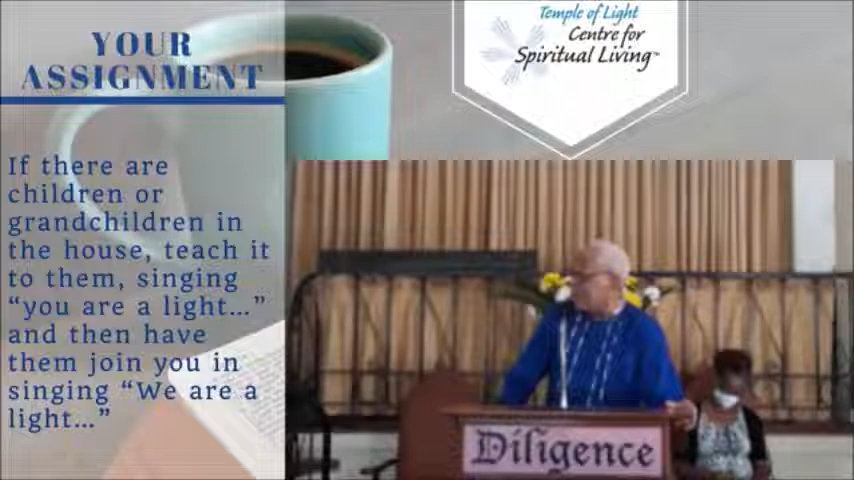 YOUR
ASSIGNMENT
If there are
children or
grandchildren in
the house, teach it
to them, singing
“you are a light...”
and then have
them join you in
singing “We are a
light...”
Temple of Light
Centre for
Spiritual Living™
Diligence